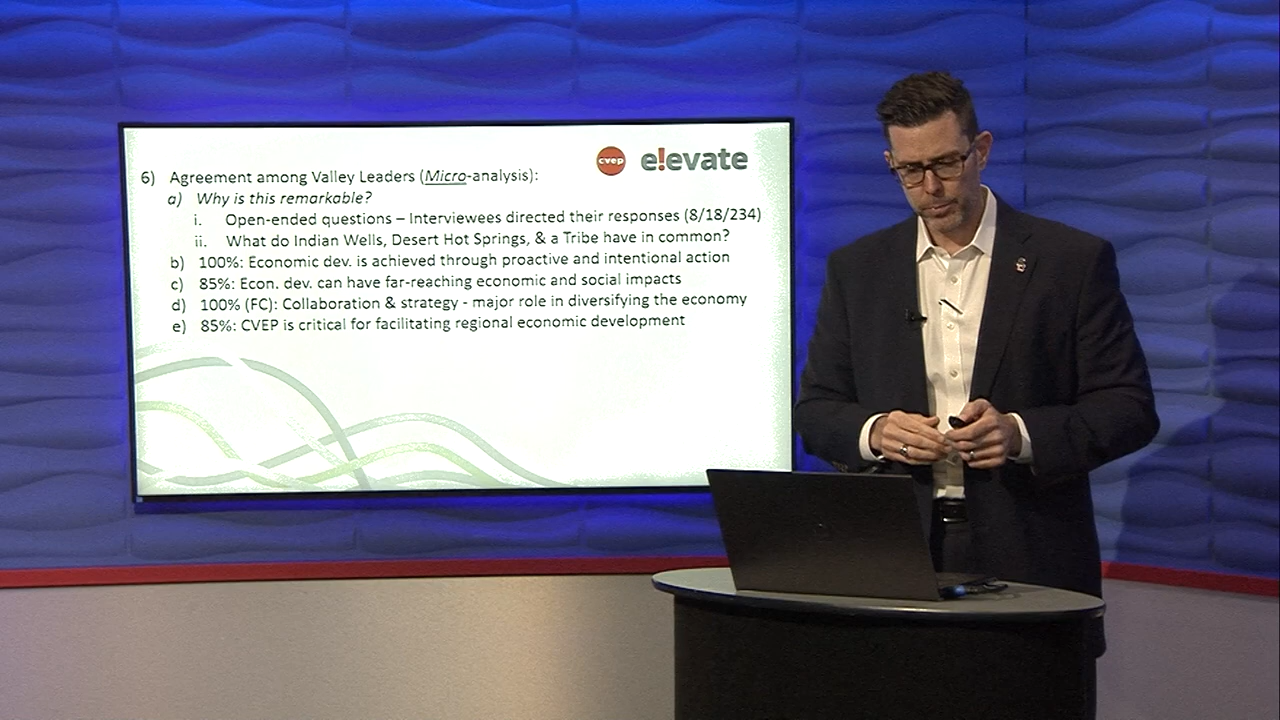 cvep e!evate
6) Agreement among Valley Leaders (Micro-analysis):
a) Why is this remarkable?
i. Open-ended questions – Interviewees directed their responses (8/18/234)
ii. What do Indian Wells, Desert Hot Springs, & a Tribe have in common?
b) 100%: Economic dev. is achieved through proactive and intentional action
c) 85%: Econ. dev. can have far-reaching economic and social impacts
d) 100% (FC): Collaboration & strategy - major role in diversifying the economy
e) 85%: CVEP is critical for facilitating regional economic development